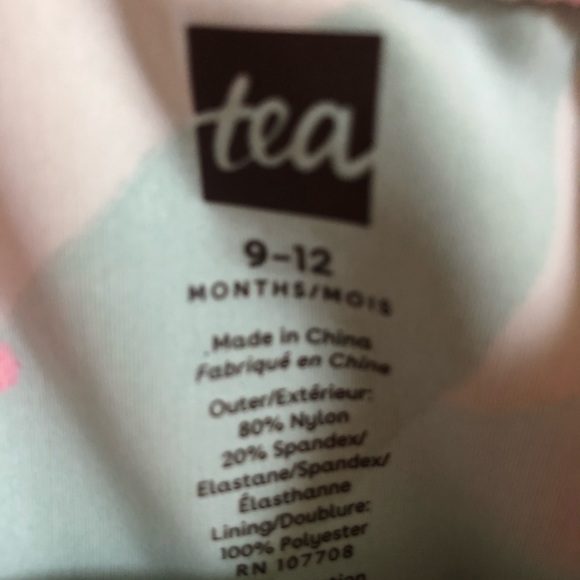 tea
9-12
MONTHS/MOIS
Made in China
Fabriqué en Chine
Outer/Extérieur:
80% Nylon
20% Spandex/
Elastane/Spandex/
Élasthanne
Lining/Doublure:
100% Polyester
RN 107708